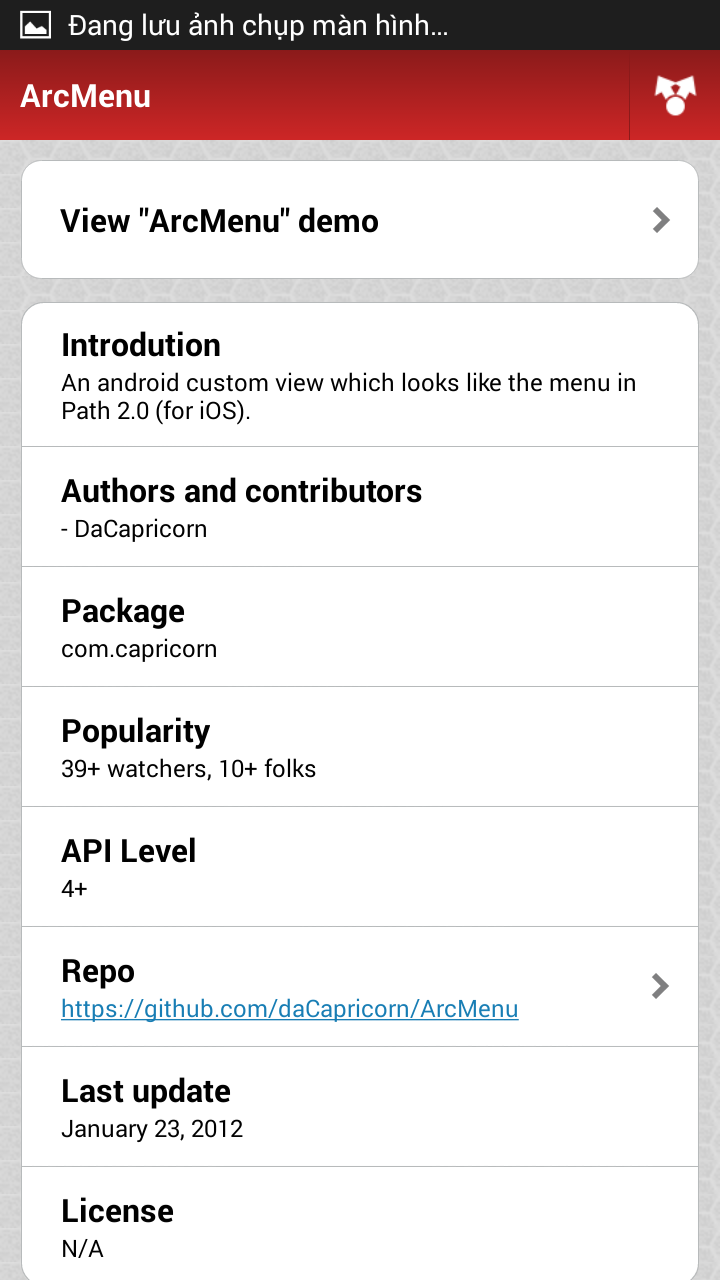 Đang lưu ảnh chụp màn hình...
ArcMenu
View "ArcMenu" demo
Introdution
An android custom view which looks like the menu in
Path 2.0 (for iOS).
Authors and contributors
- DaCapricorn
Package
com.capricorn
Popularity
39+ watchers, 10+ folks
API Level
4+
Repo
https://github.com/daCapricorn/ArcMenu
Last update
January 23, 2012
License
N/A